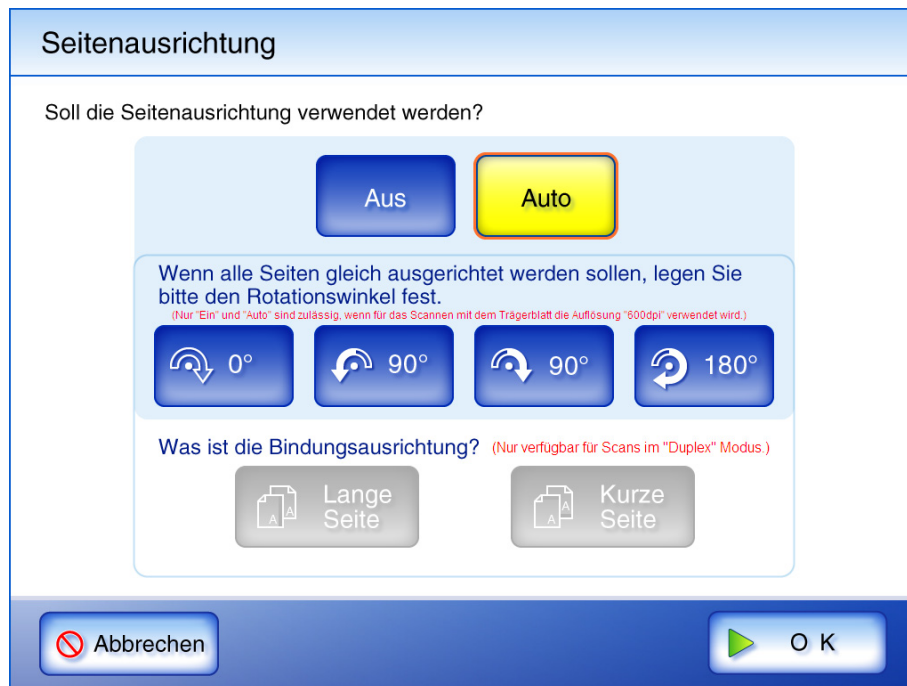 Seitenausrichtung
Soll die Seitenausrichtung verwendet werden?
Aus
Auto
Wenn alle Seiten gleich ausgerichtet werden sollen, legen Sie
bitte den Rotationswinkel fest.
(Nur "Ein" und "Auto" sind zulässig, wenn für das Scannen mit dem Trägerblatt die Auflösung "600dpi" verwendet wird.)
0°
90°
90°
180°
Was ist die Bindungsausrichtung? (Nur verfügbar für Scans im "Duplex" Modus.)
A A
Lange
Seite
A A
Kurze
Seite
Abbrechen
O K